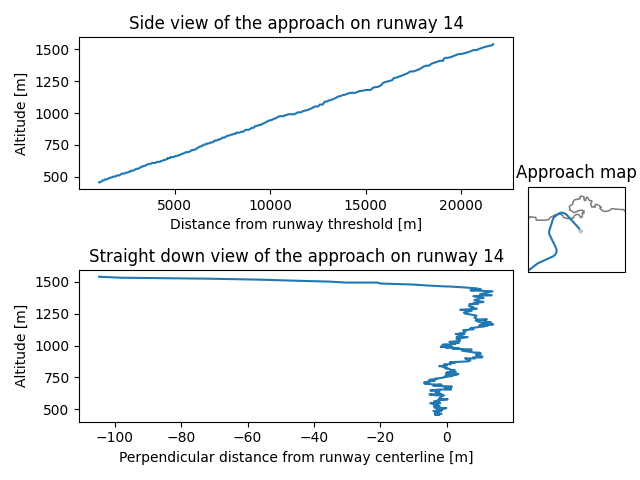 Side view of the approach on runway 14
1500
1250
1000
750
500
Altitude [m]
5000 10000 15000 20000
Distance from runway threshold [m]
Approach map
Straight down view of the approach on runway 14
1500
1250
1000
750
500
Altitude [m]
−100 −80 −60 −40 −20 0
Perpendicular distance from runway centerline [m]